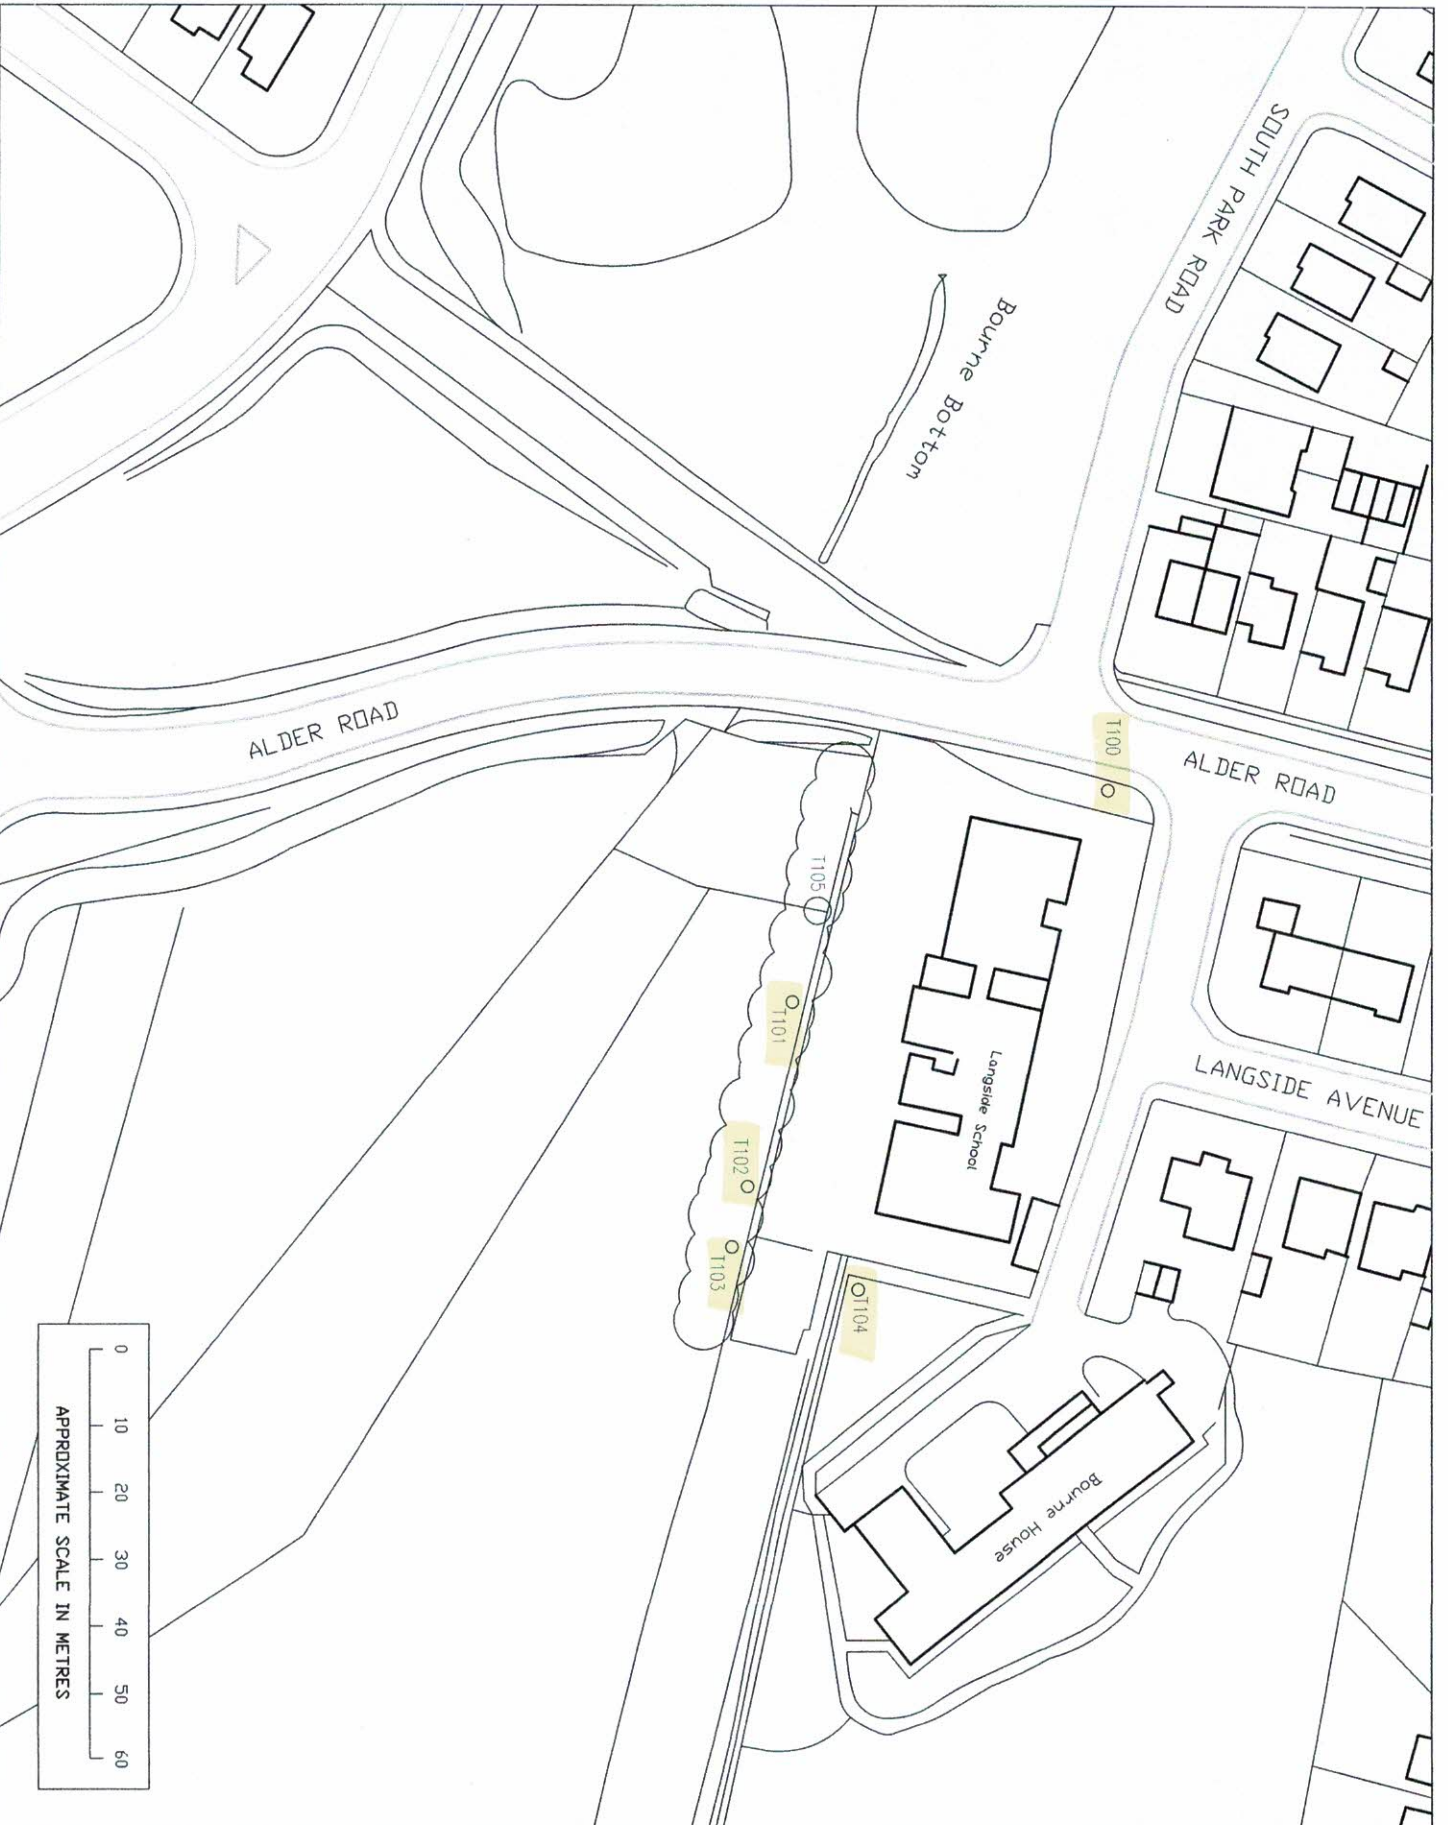 SOUTH PARK ROAD
Bourne Bottom
ALDER ROAD
T100
ALDER ROAD
T105
T101
T102
T103
T104
Langside School
LANGSIDE AVENUE
Bourne House
0 10 20 30 40 50 60
APPROXIMATE SCALE IN METRES